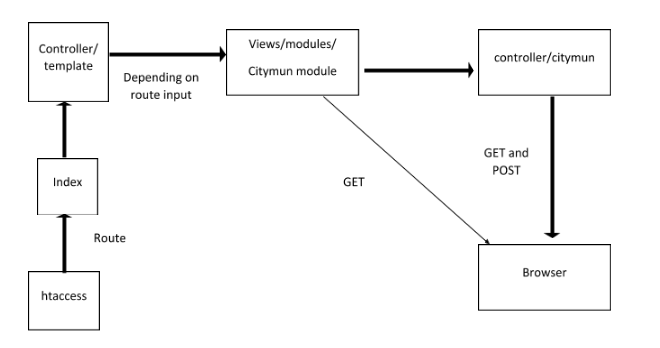 Controller/
template
Depending on
route input
Views/modules/
Citymun module
controller/citymun
GET and
POST
GET
Index
Route
htaccess
Browser